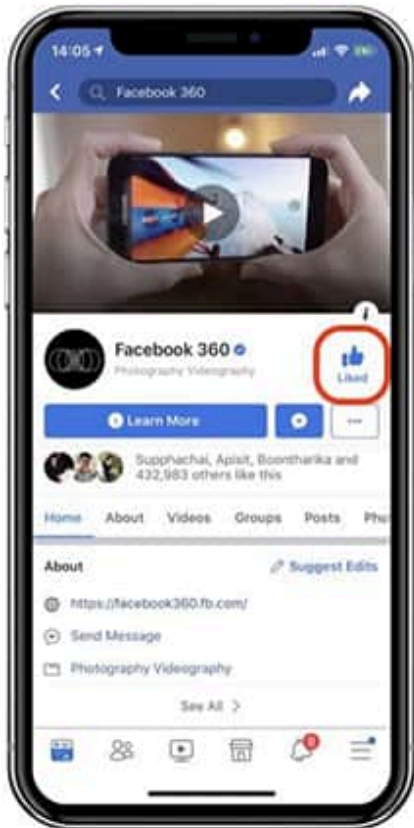 14:05
Facebook 360
Facebook 360
Photography Videography
Liked
Learn More
Supphachai, Apisit, Boontharika and
432,983 others like this
Home About Videos Groups Posts Pho
About Suggest Edits
https://facebook360.fb.com/
Send Message
Photography Videography
See All